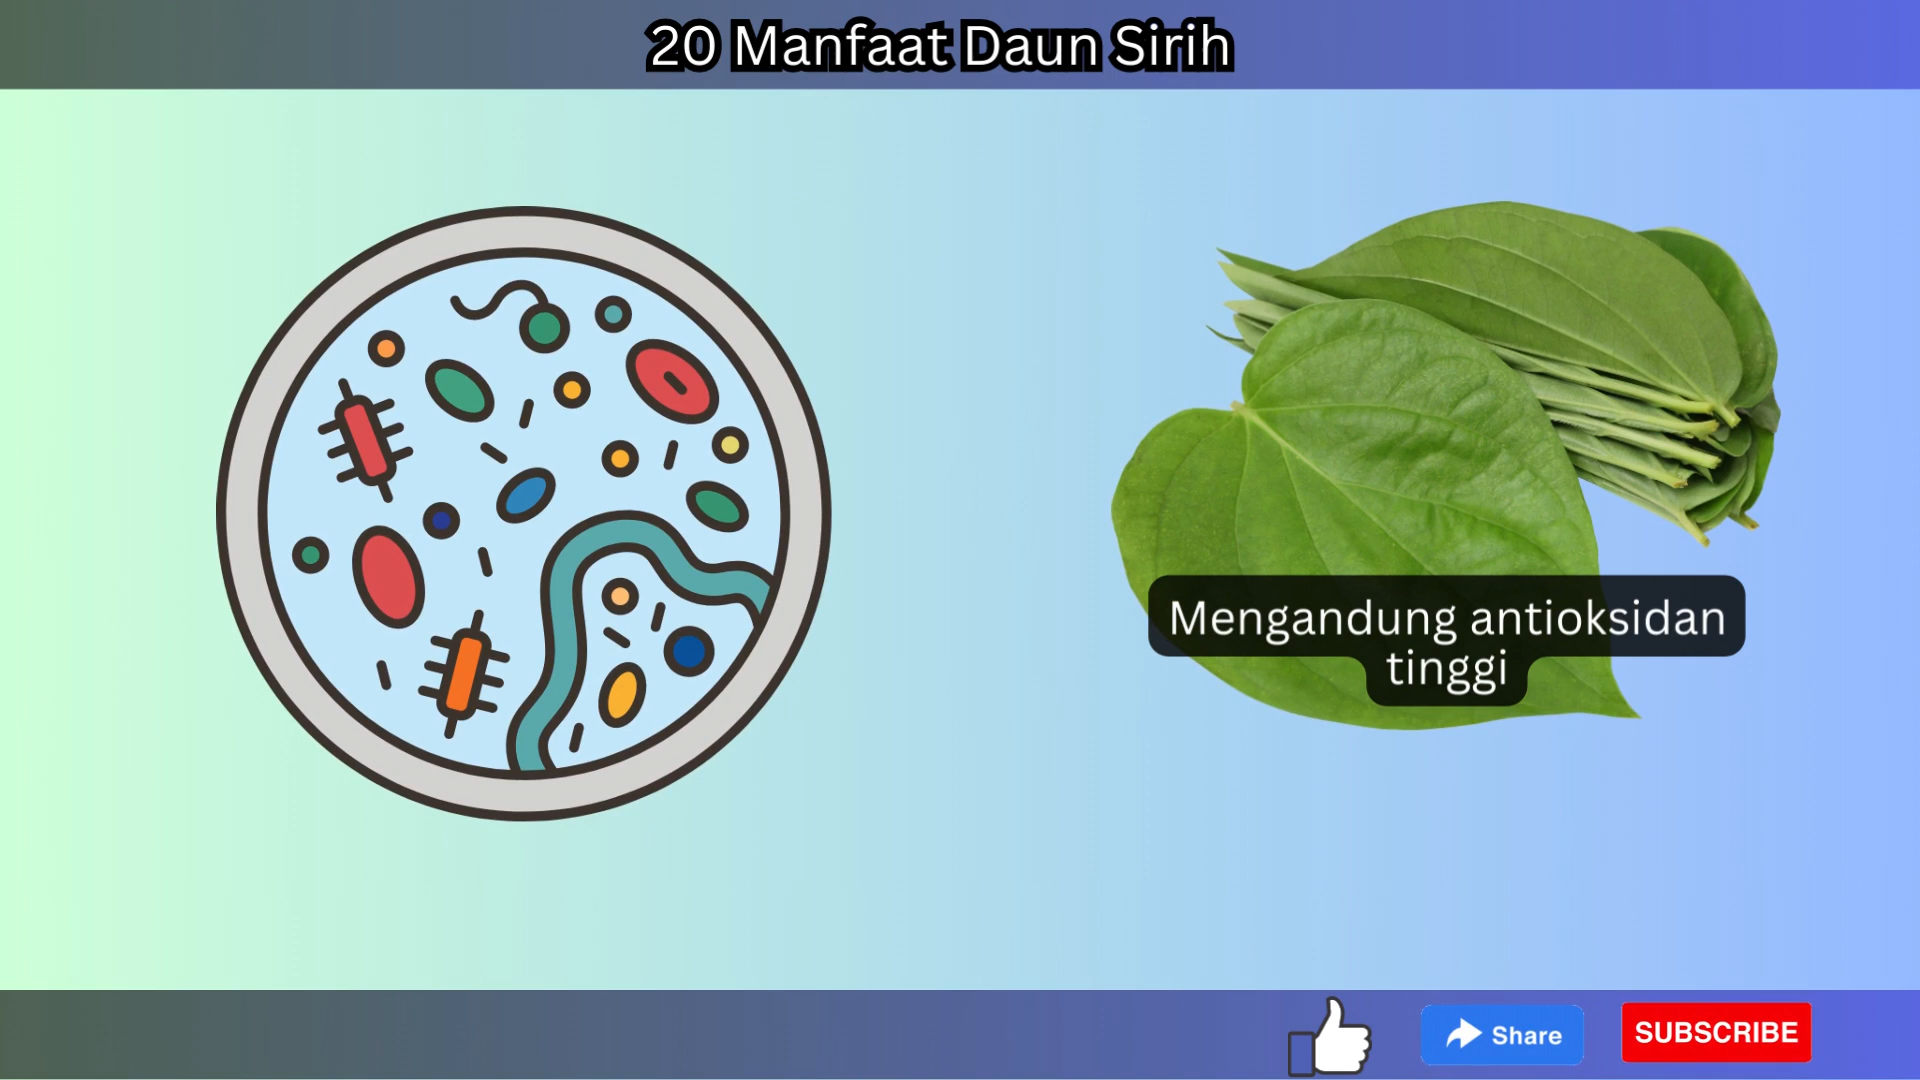 20 Manfaat Daun Sirih
Mengandung antioksidan
tinggi
Share
SUBSCRIBE